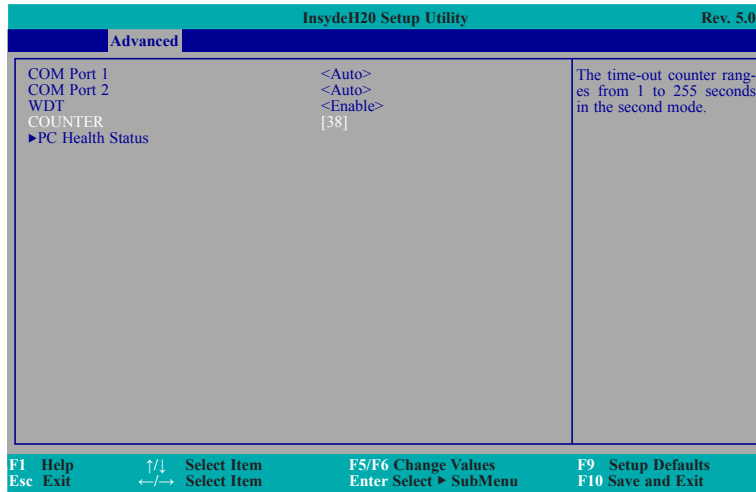 InsydeH20 Setup Utility Rev. 5.0
Advanced
COM Port 1 <Auto>
COM Port 2 <Auto>
WDT <Enable>
COUNTER [38]
►PC Health Status
The time-out counter rang-
es from 1 to 255 seconds
in the second mode.
F1 Help ↑/↓ Select Item F5/F6 Change Values F9 Setup Defaults
Esc Exit ←/→ Select Item Enter Select ► SubMenu F10 Save and Exit